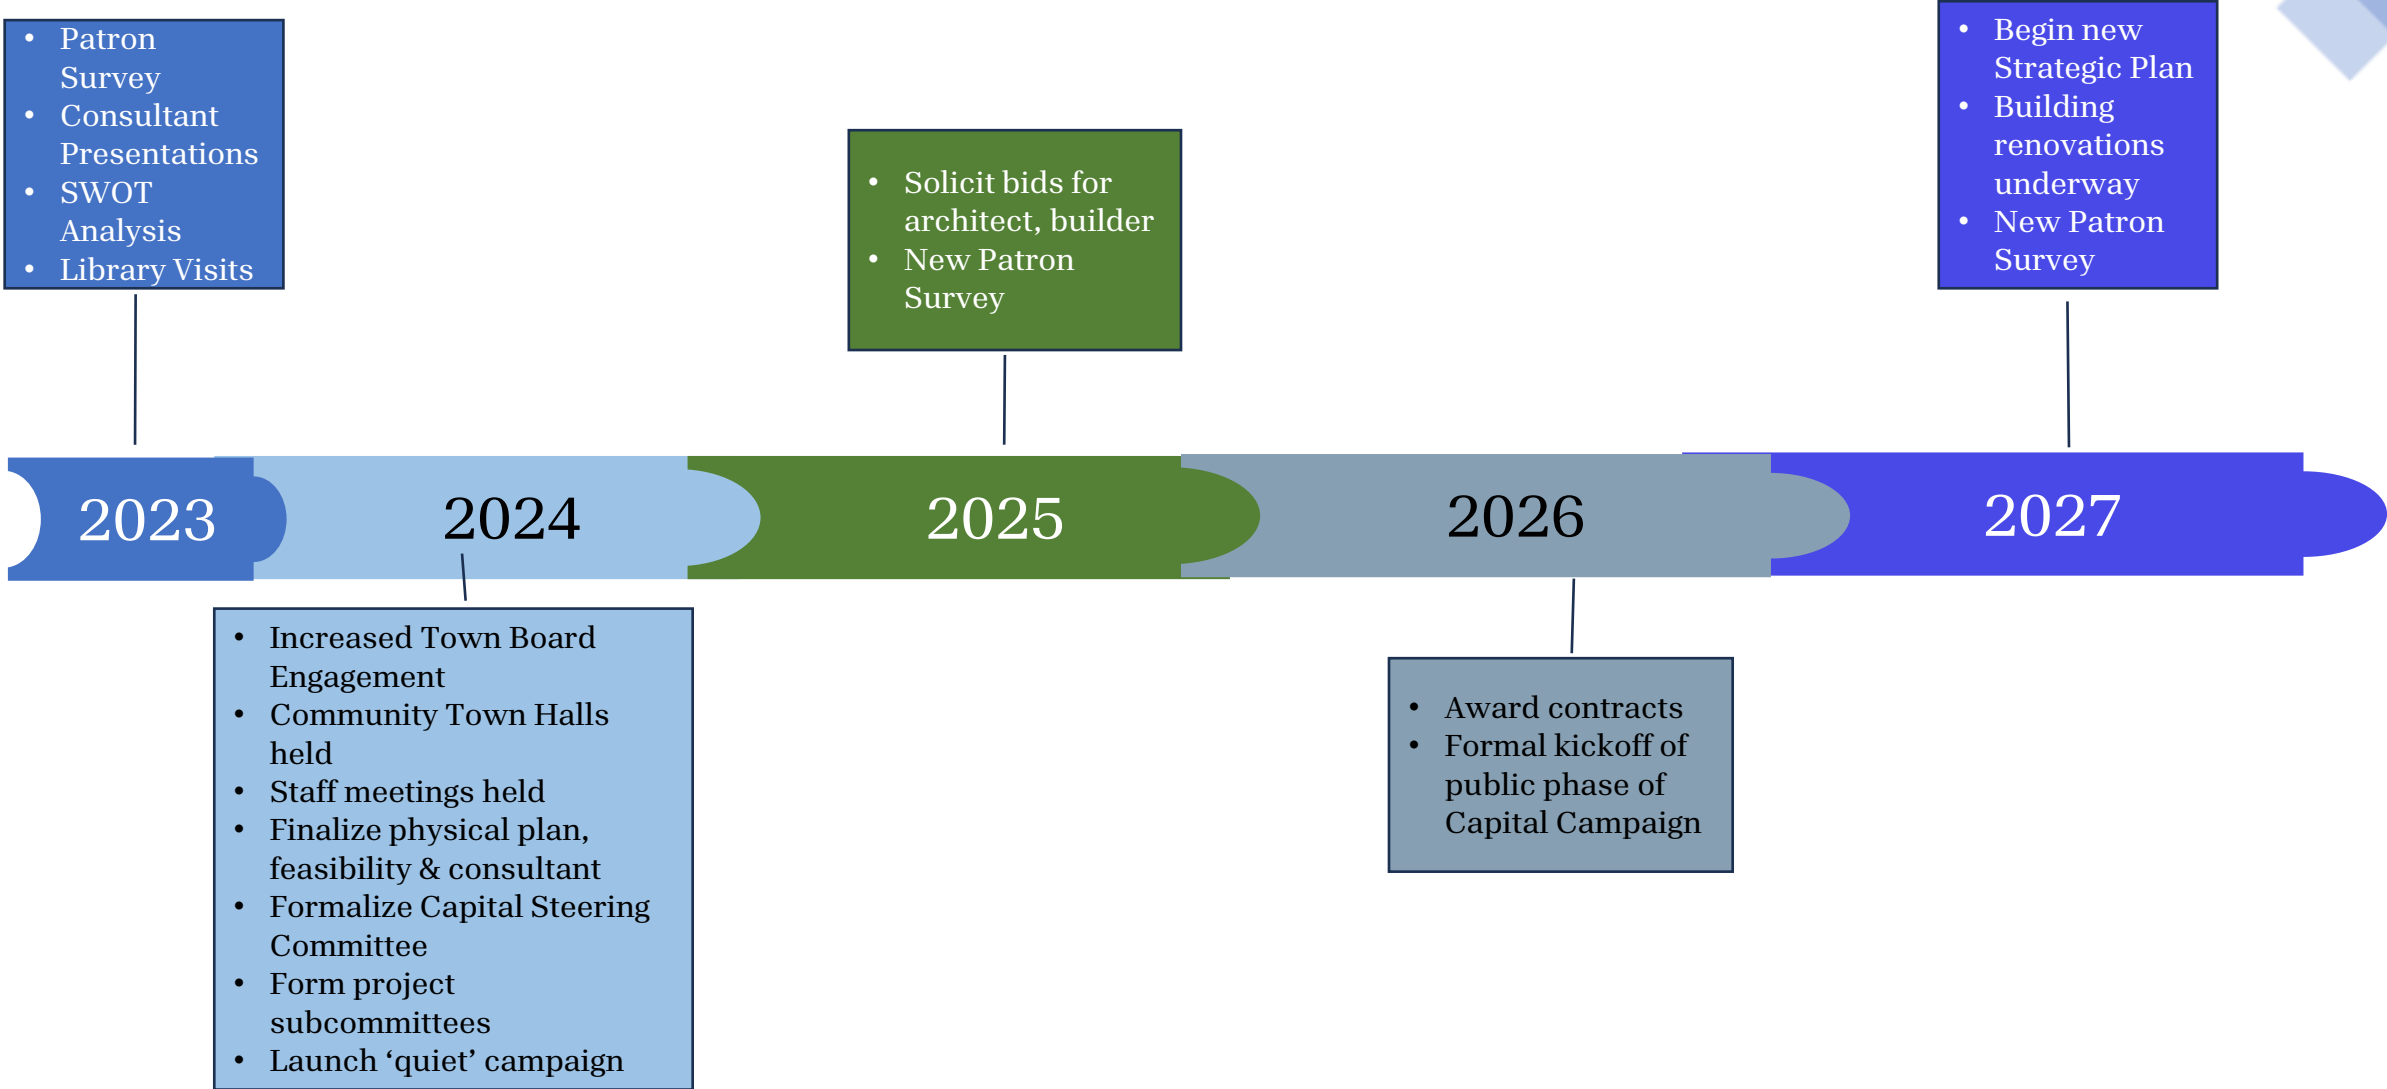 • Patron
Survey
• Consultant
Presentations
• SWOT
Analysis
• Library Visits
• Solicit bids for
architect, builder
• New Patron
Survey
• Begin new
Strategic Plan
• Building
renovations
underway
• New Patron
Survey
2023
2024
2025
2026
2027
• Increased Town Board
Engagement
• Community Town Halls
held
• Staff meetings held
• Finalize physical plan,
feasibility & consultant
• Formalize Capital Steering
Committee
• Form project
subcommittees
• Launch ‘quiet’ campaign
• Award contracts
• Formal kickoff of
public phase of
Capital Campaign